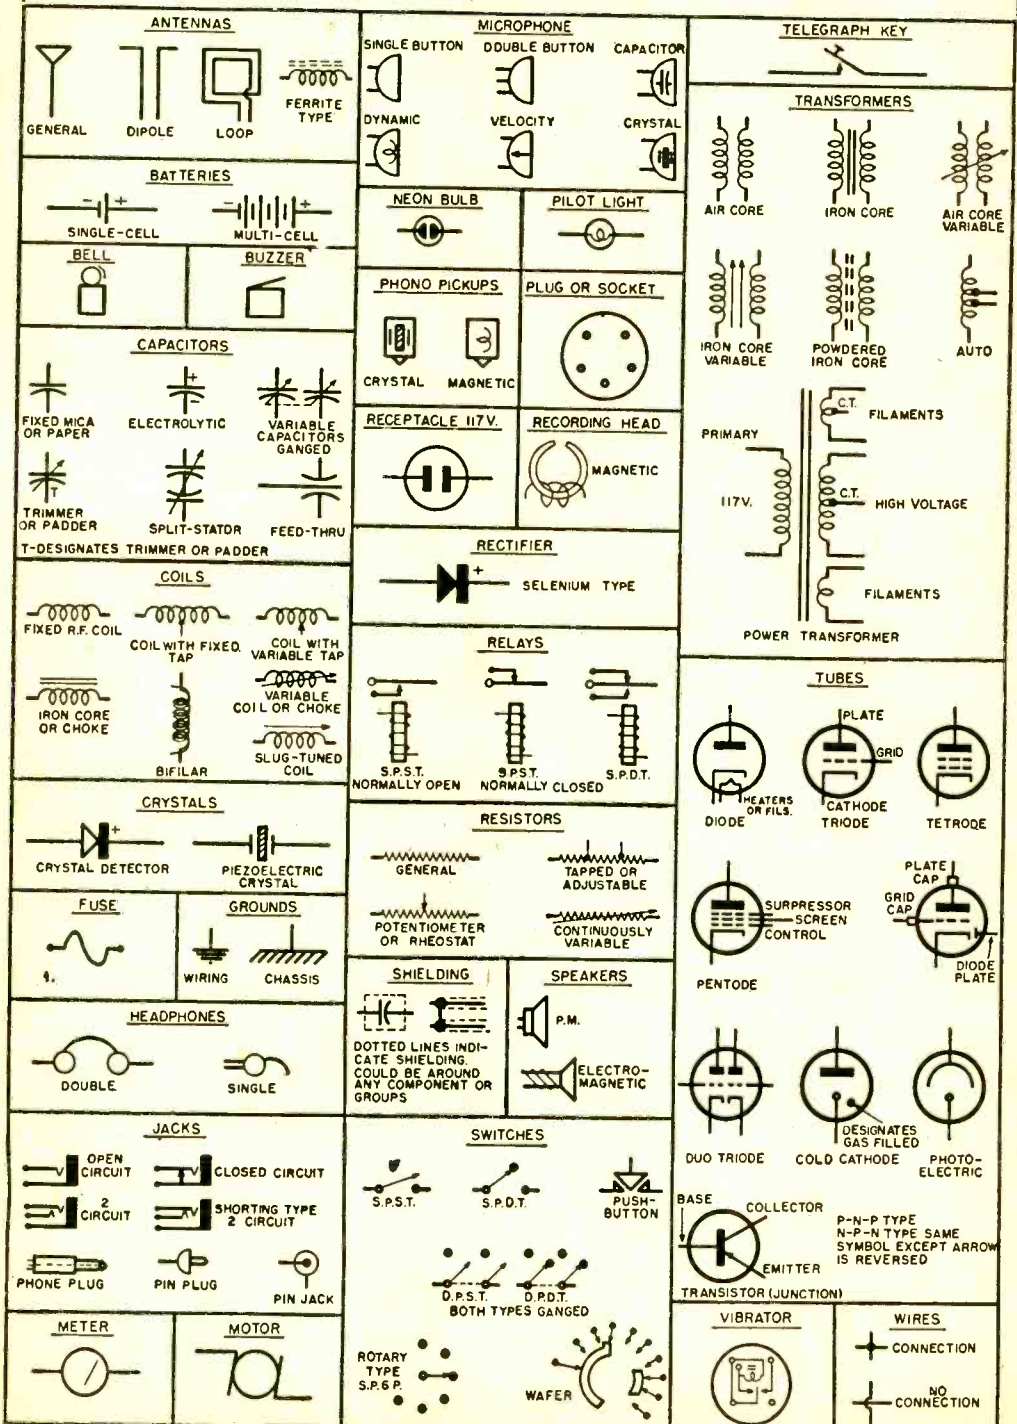 ANTENNAS
GENERAL
DIPOLE
LOOP
FERRITE
TYPE
BATTERIES
- +
SINGLE-CELL
- +
MULTI-CELL
BELL
BUZZER
CAPACITORS
FIXED MICA
OR PAPER
+
-
ELECTROLYTIC
VARIABLE
CAPACITORS
GANGED
T
TRIMMER
OR PADDER
SPLIT-STATOR
FEED-THRU
T-DESIGNATES TRIMMER OR PADDER
COILS
FIXED R.F. COIL
COIL WITH FIXED.
TAP
COIL WITH
VARIABLE TAP
IRON CORE
OR CHOKE
BIFILAR
VARIABLE
COIL OR CHOKE
SLUG-TUNED
COIL
CRYSTALS
+
CRYSTAL DETECTOR
PIEZOELECTRIC
CRYSTAL
FUSE
4.
GROUNDS
WIRING
CHASSIS
HEADPHONES
DOUBLE
SINGLE
JACKS
OPEN
CIRCUIT
CLOSED CIRCUIT
2
CIRCUIT
SHORTING TYPE
2 CIRCUIT
PHONE PLUG
PIN PLUG
PIN JACK
METER
MOTOR
MICROPHONE
SINGLE BUTTON
DOUBLE BUTTON
CAPACITOR
DYNAMIC
VELOCITY
CRYSTAL
NEON BULB
PILOT LIGHT
PHONO PICKUPS
CRYSTAL
MAGNETIC
PLUG OR SOCKET
RECEPTACLE 117V.
RECORDING HEAD
MAGNETIC
RECTIFIER
+
SELENIUM TYPE
RELAYS
S.P.S.T.
NORMALLY OPEN
S.P.S.T.
NORMALLY CLOSED
S.P.D.T.
RESISTORS
GENERAL
TAPPED OR
ADJUSTABLE
POTENTIOMETER
OR RHEOSTAT
CONTINUOUSLY
VARIABLE
SHIELDING
DOTTED LINES INDI-
CATE SHIELDING.
COULD BE AROUND
ANY COMPONENT OR
GROUPS
SPEAKERS
P.M.
ELECTRO-
MAGNETIC
SWITCHES
S.P.S.T.
S.P.D.T.
PUSH-
BUTTON
D.P.S.T.
D.P.D.T.
BOTH TYPES GANGED
ROTARY
TYPE
S.P.6 P.
WAFER
TELEGRAPH KEY
TRANSFORMERS
AIR CORE
IRON CORE
AIR CORE
VARIABLE
IRON CORE
VARIABLE
POWDERED
IRON CORE
AUTO
PRIMARY
117V.
C.T.
FILAMENTS
C.T.
HIGH VOLTAGE
FILAMENTS
POWER TRANSFORMER
TUBES
HEATERS
OR FILS.
DIODE
PLATE
GRID
CATHODE
TRIODE
TETRODE
SURPRESSOR
SCREEN
CONTROL
PENTODE
PLATE
CAP
GRID
CAP
DIODE
PLATE
DUO TRIODE
DESIGNATES
GAS FILLED
COLD CATHODE
PHOTO-
ELECTRIC
BASE
COLLECTOR
EMITTER
TRANSISTOR (JUNCTION)
P-N-P TYPE
N-P-N TYPE SAME
SYMBOL EXCEPT ARROW
IS REVERSED
VIBRATOR
WIRES
CONNECTION
NO
CONNECTION